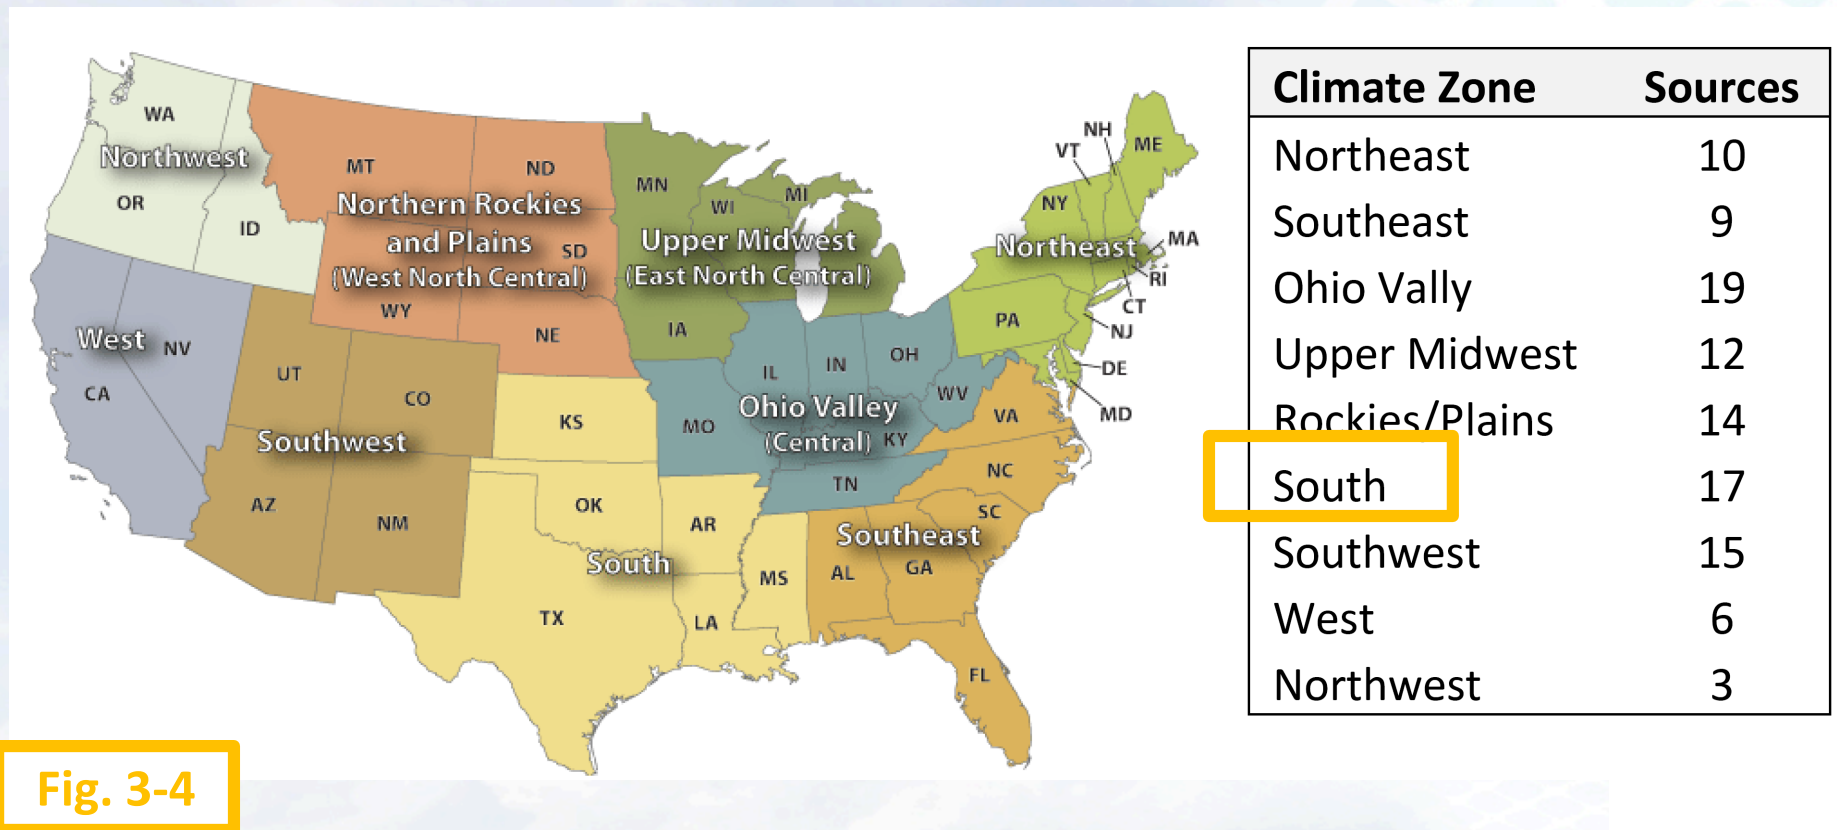 WA
Northwest
OR
ID
MT
ND
Northern Rockies
and Plains
SD
(West North Central)
WY
NE
MN
WI
MI
Upper Midwest
(East North Central)
IA
NH
VT
ME
NY
Northeast
MA
RI
CT
PA
NJ
DE
MD
West
NV
CA
UT
CO
Southwest
AZ
NM
KS
OK
AR
South
TX
LA
MS
IL
IN
OH
WV
Ohio Valley
(Central)
MO
KY
TN
VA
NC
SC
Southeast
AL
GA
FL
Climate Zone Sources
Northeast 10
Southeast 9
Ohio Vally 19
Upper Midwest 12
Rockies/Plains 14
South 17
Southwest 15
West 6
Northwest 3
Fig. 3-4